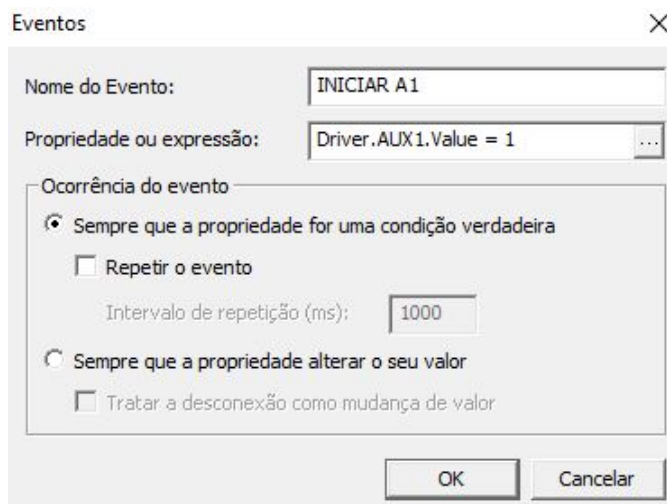 Eventos
Nome do Evento: INICIAR A1
Propriedade ou expressão: Driver.AUX1.Value = 1 ...
Ocorrência do evento
Sempre que a propriedade for uma condição verdadeira
Repetir o evento
Intervalo de repetição (ms): 1000
Sempre que a propriedade alterar o seu valor
Tratar a desconexão como mudança de valor
OK Cancelar